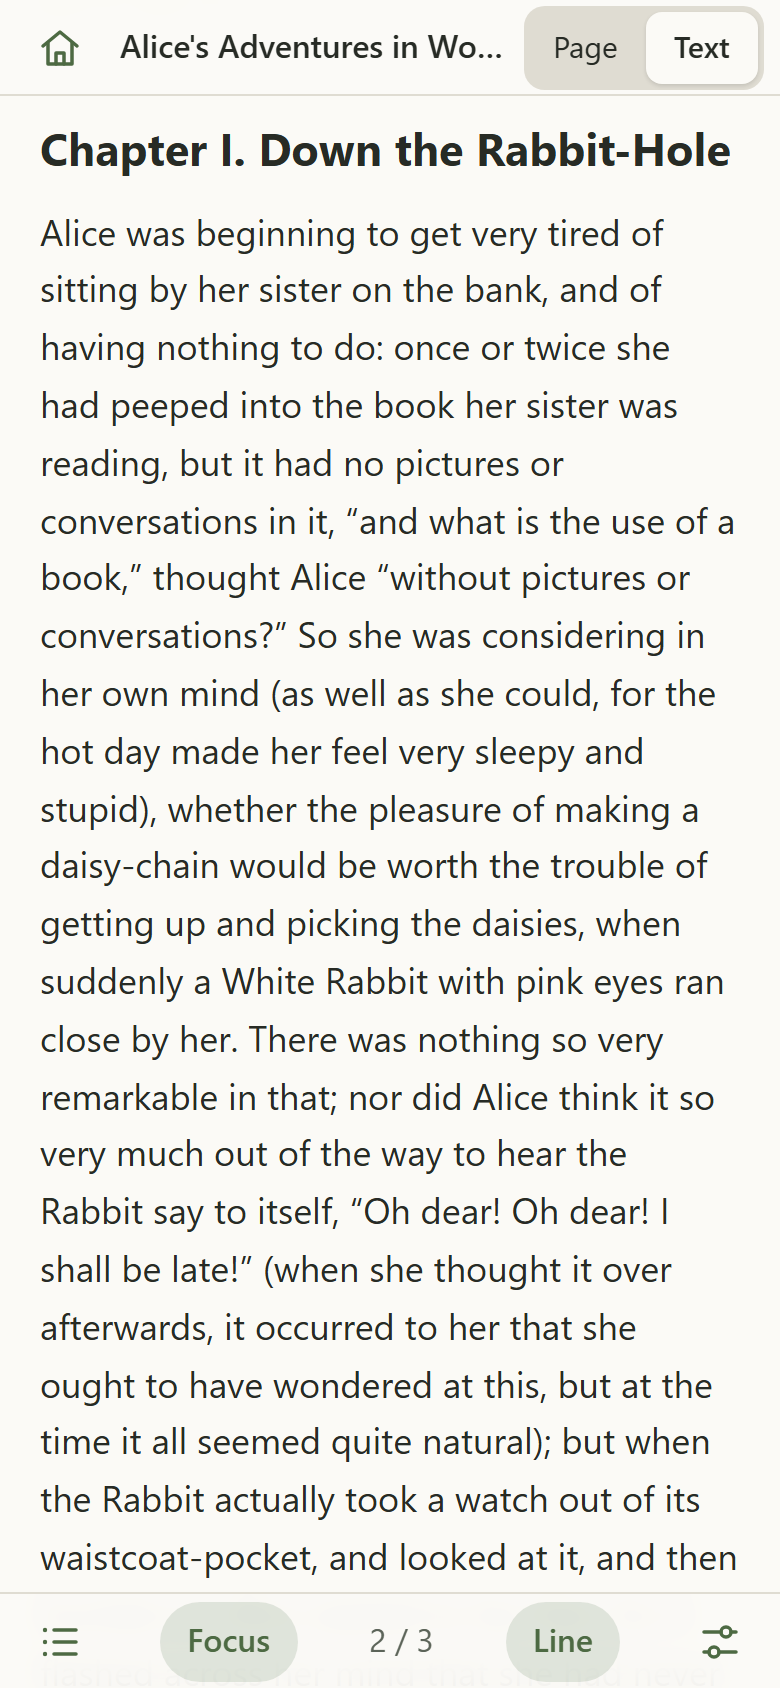 Alice's Adventures in Wo...
Page
Text
Chapter I. Down the Rabbit-Hole
Alice was beginning to get very tired of
sitting by her sister on the bank, and of
having nothing to do: once or twice she
had peeped into the book her sister was
reading, but it had no pictures or
conversations in it, “and what is the use of a
book,” thought Alice “without pictures or
conversations?” So she was considering in
her own mind (as well as she could, for the
hot day made her feel very sleepy and
stupid), whether the pleasure of making a
daisy-chain would be worth the trouble of
getting up and picking the daisies, when
suddenly a White Rabbit with pink eyes ran
close by her. There was nothing so very
remarkable in that; nor did Alice think it so
very much out of the way to hear the
Rabbit say to itself, “Oh dear! Oh dear! I
shall be late!” (when she thought it over
afterwards, it occurred to her that she
ought to have wondered at this, but at the
time it all seemed quite natural); but when
the Rabbit actually took a watch out of its
waistcoat-pocket, and looked at it, and then
Focus
2 / 3
Line
flashed across her mind that she had never